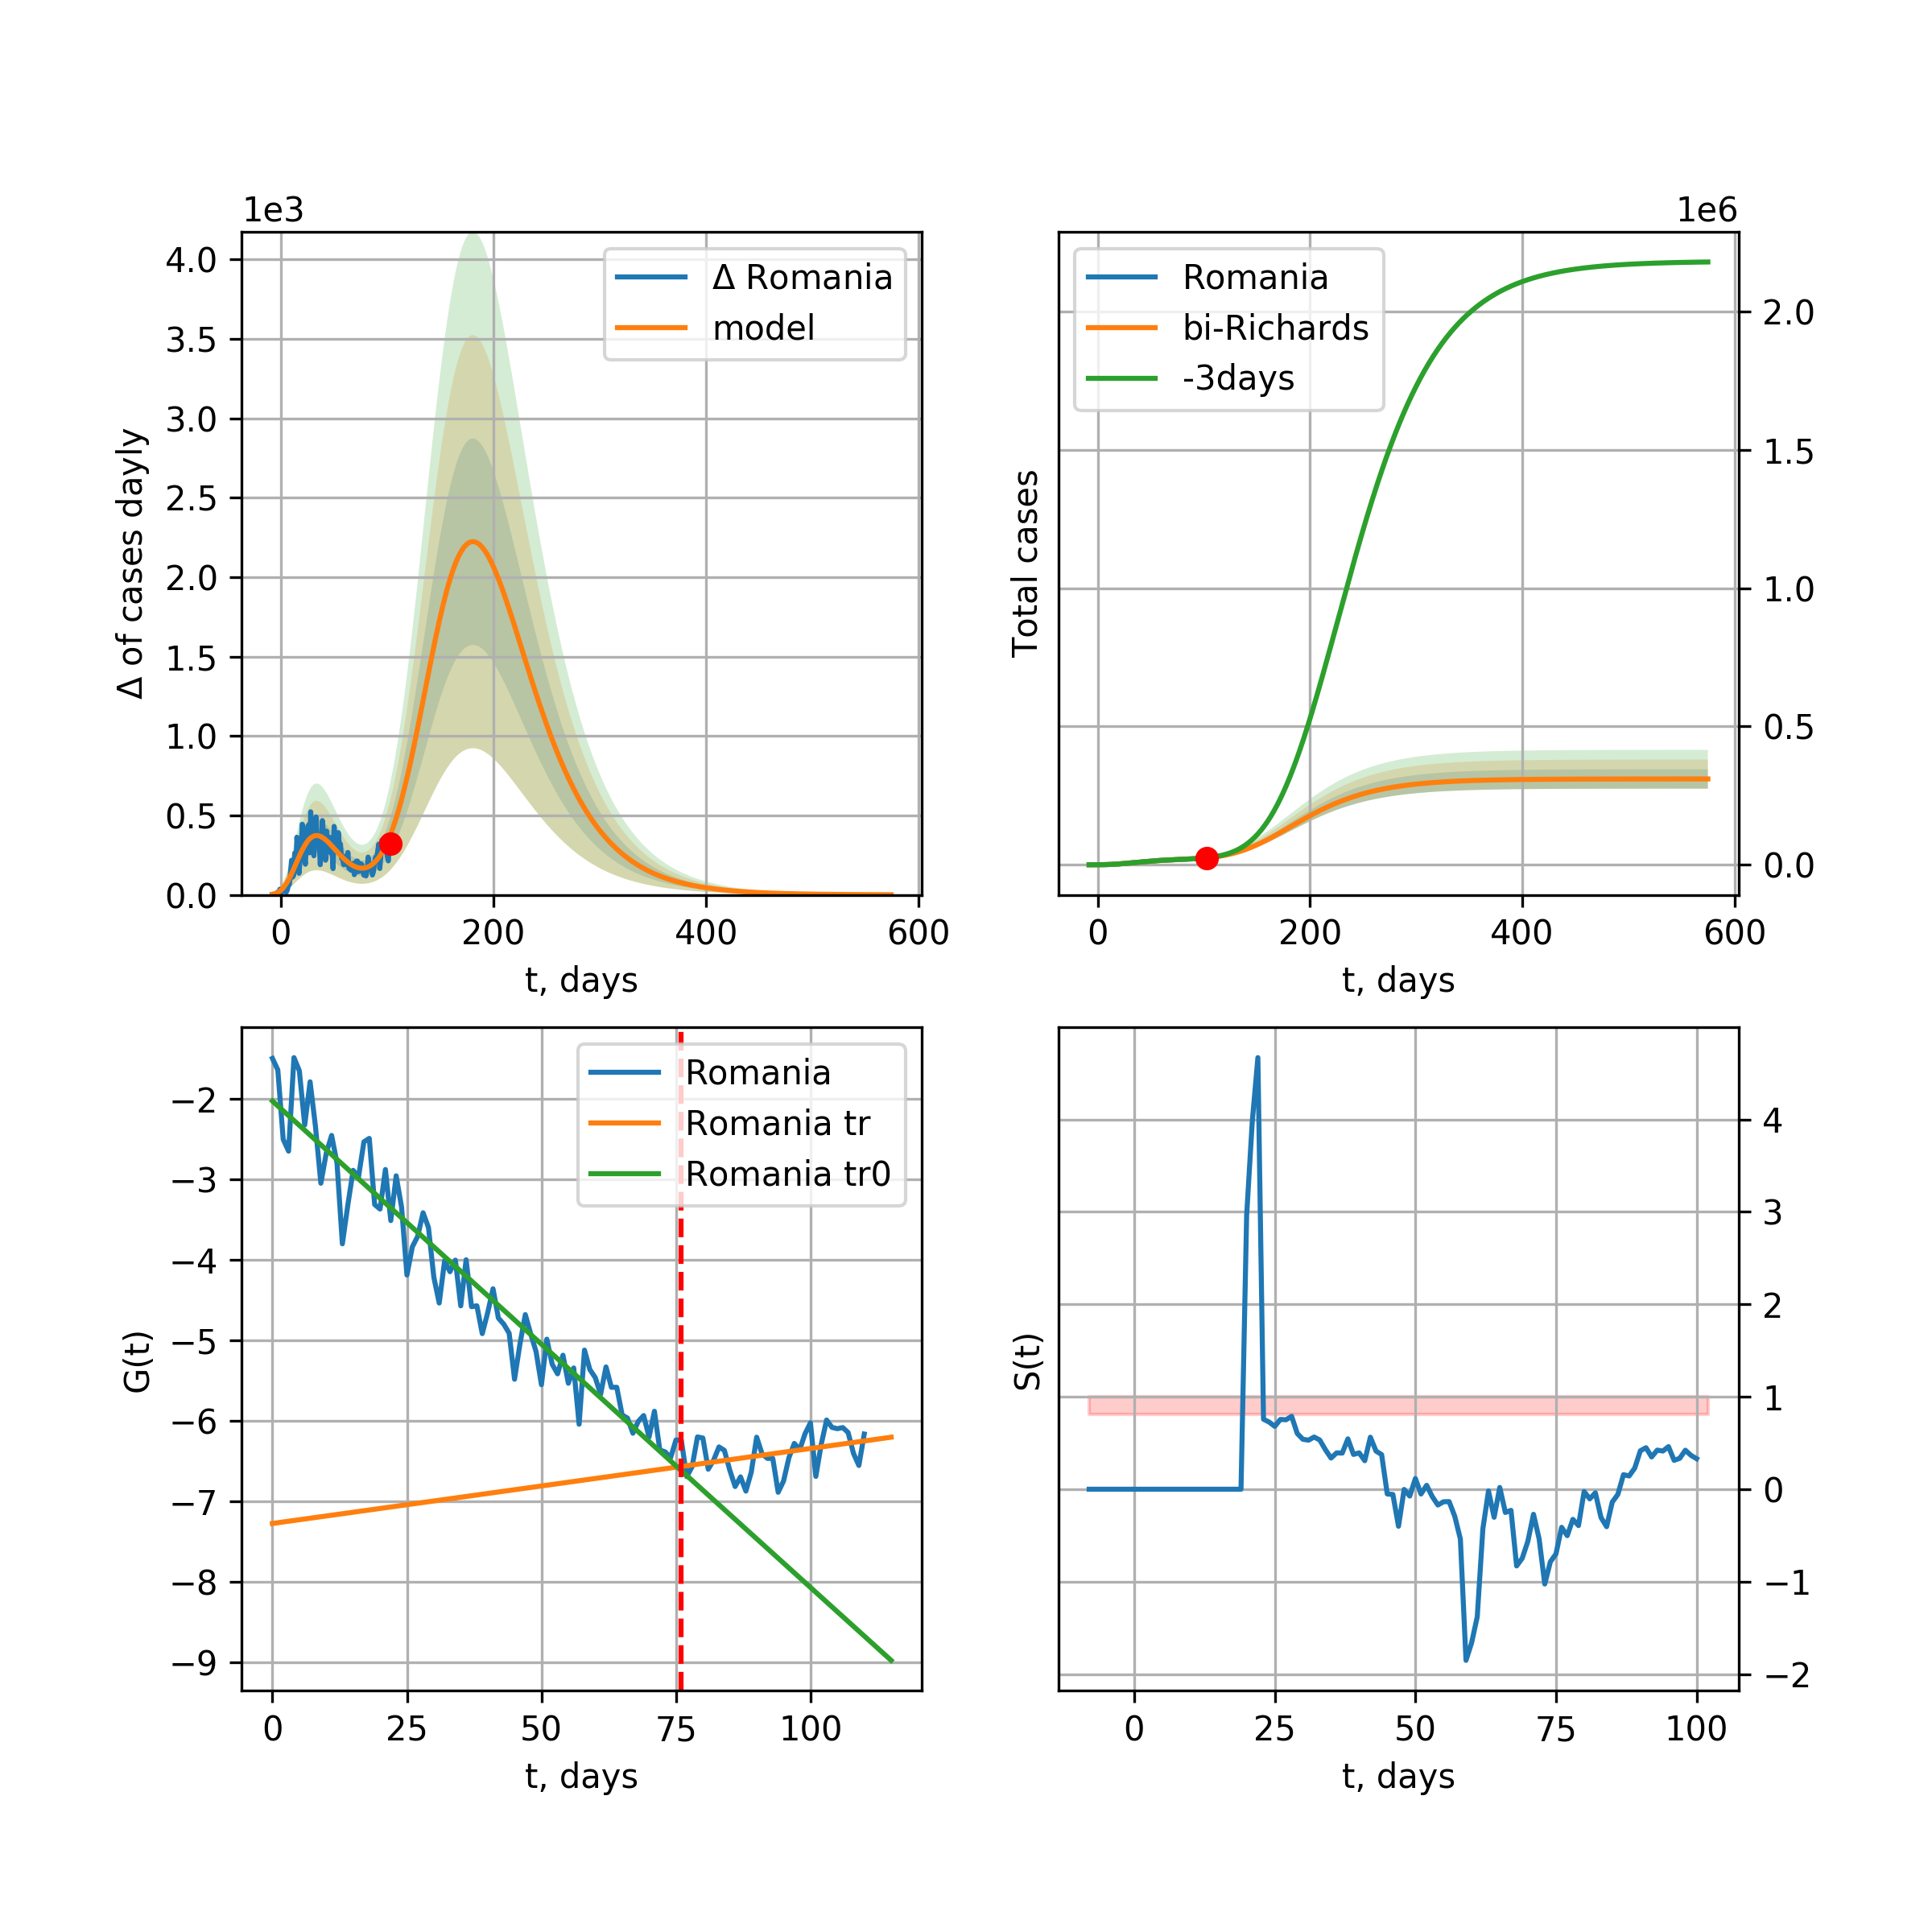 1e3
4.0
3.5
3.0
2.5
2.0
1.5
1.0
0.5
0.0
Δ of cases dayly
Δ Romania
model
0 200 400 600
t, days
1e6
Romania
bi-Richards
-3days
Total cases
2.0
1.5
1.0
0.5
0.0
0 200 400 600
t, days
G(t)
−2
−3
−4
−5
−6
−7
−8
−9
Romania
Romania tr
Romania tr0
0 25 50 75 100
t, days
S(t)
4
3
2
1
0
−1
−2
0 25 50 75 100
t, days